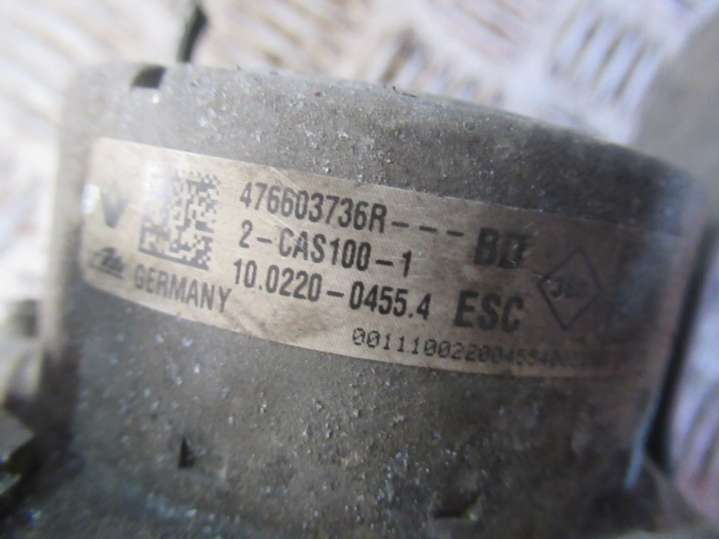 476603736R--- BD
2-CAS100-1
10.0220-0455.4 ESC
GERMANY